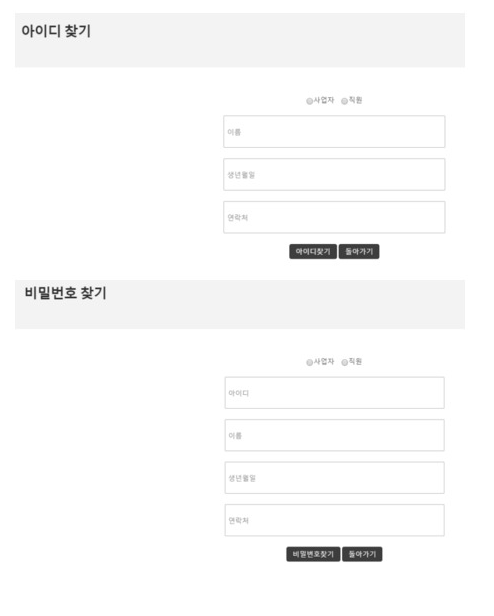 아이디 찾기
사업자 직원
이름
생년월일
연락처
아이디찾기 돌아가기
비밀번호 찾기
사업자 직원
아이디
이름
생년월일
연락처
비밀번호찾기 돌아가기